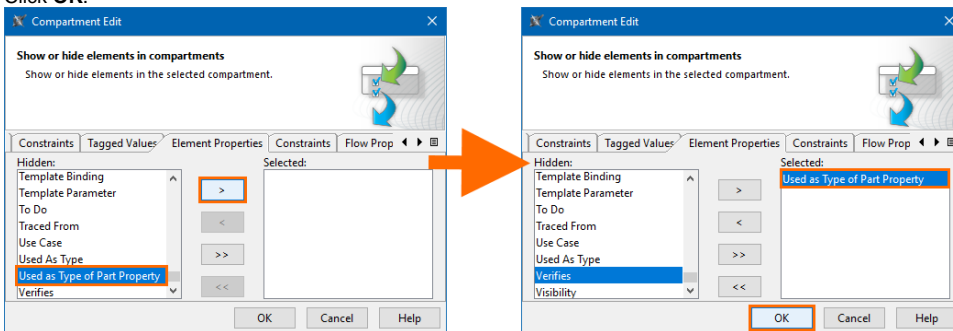 Click OK.
Compartment Edit
Show or hide elements in compartments
Show or hide elements in the selected compartment.
Constraints Tagged Values Element Properties Constraints Flow Prop
Hidden: Selected:
Template Binding
Template Parameter
To Do
Traced From
Use Case
Used As Type
Used as Type of Part Property
Verifies
>
<
>>
<<
OK Cancel Help
Compartment Edit
Show or hide elements in compartments
Show or hide elements in the selected compartment.
Constraints Tagged Values Element Properties Constraints Flow Prop
Hidden: Selected:
Template Binding
Template Parameter
To Do
Traced From
Use Case
Used As Type
Verifies
Visibility
>
<
>>
<<
Used as Type of Part Property
OK Cancel Help